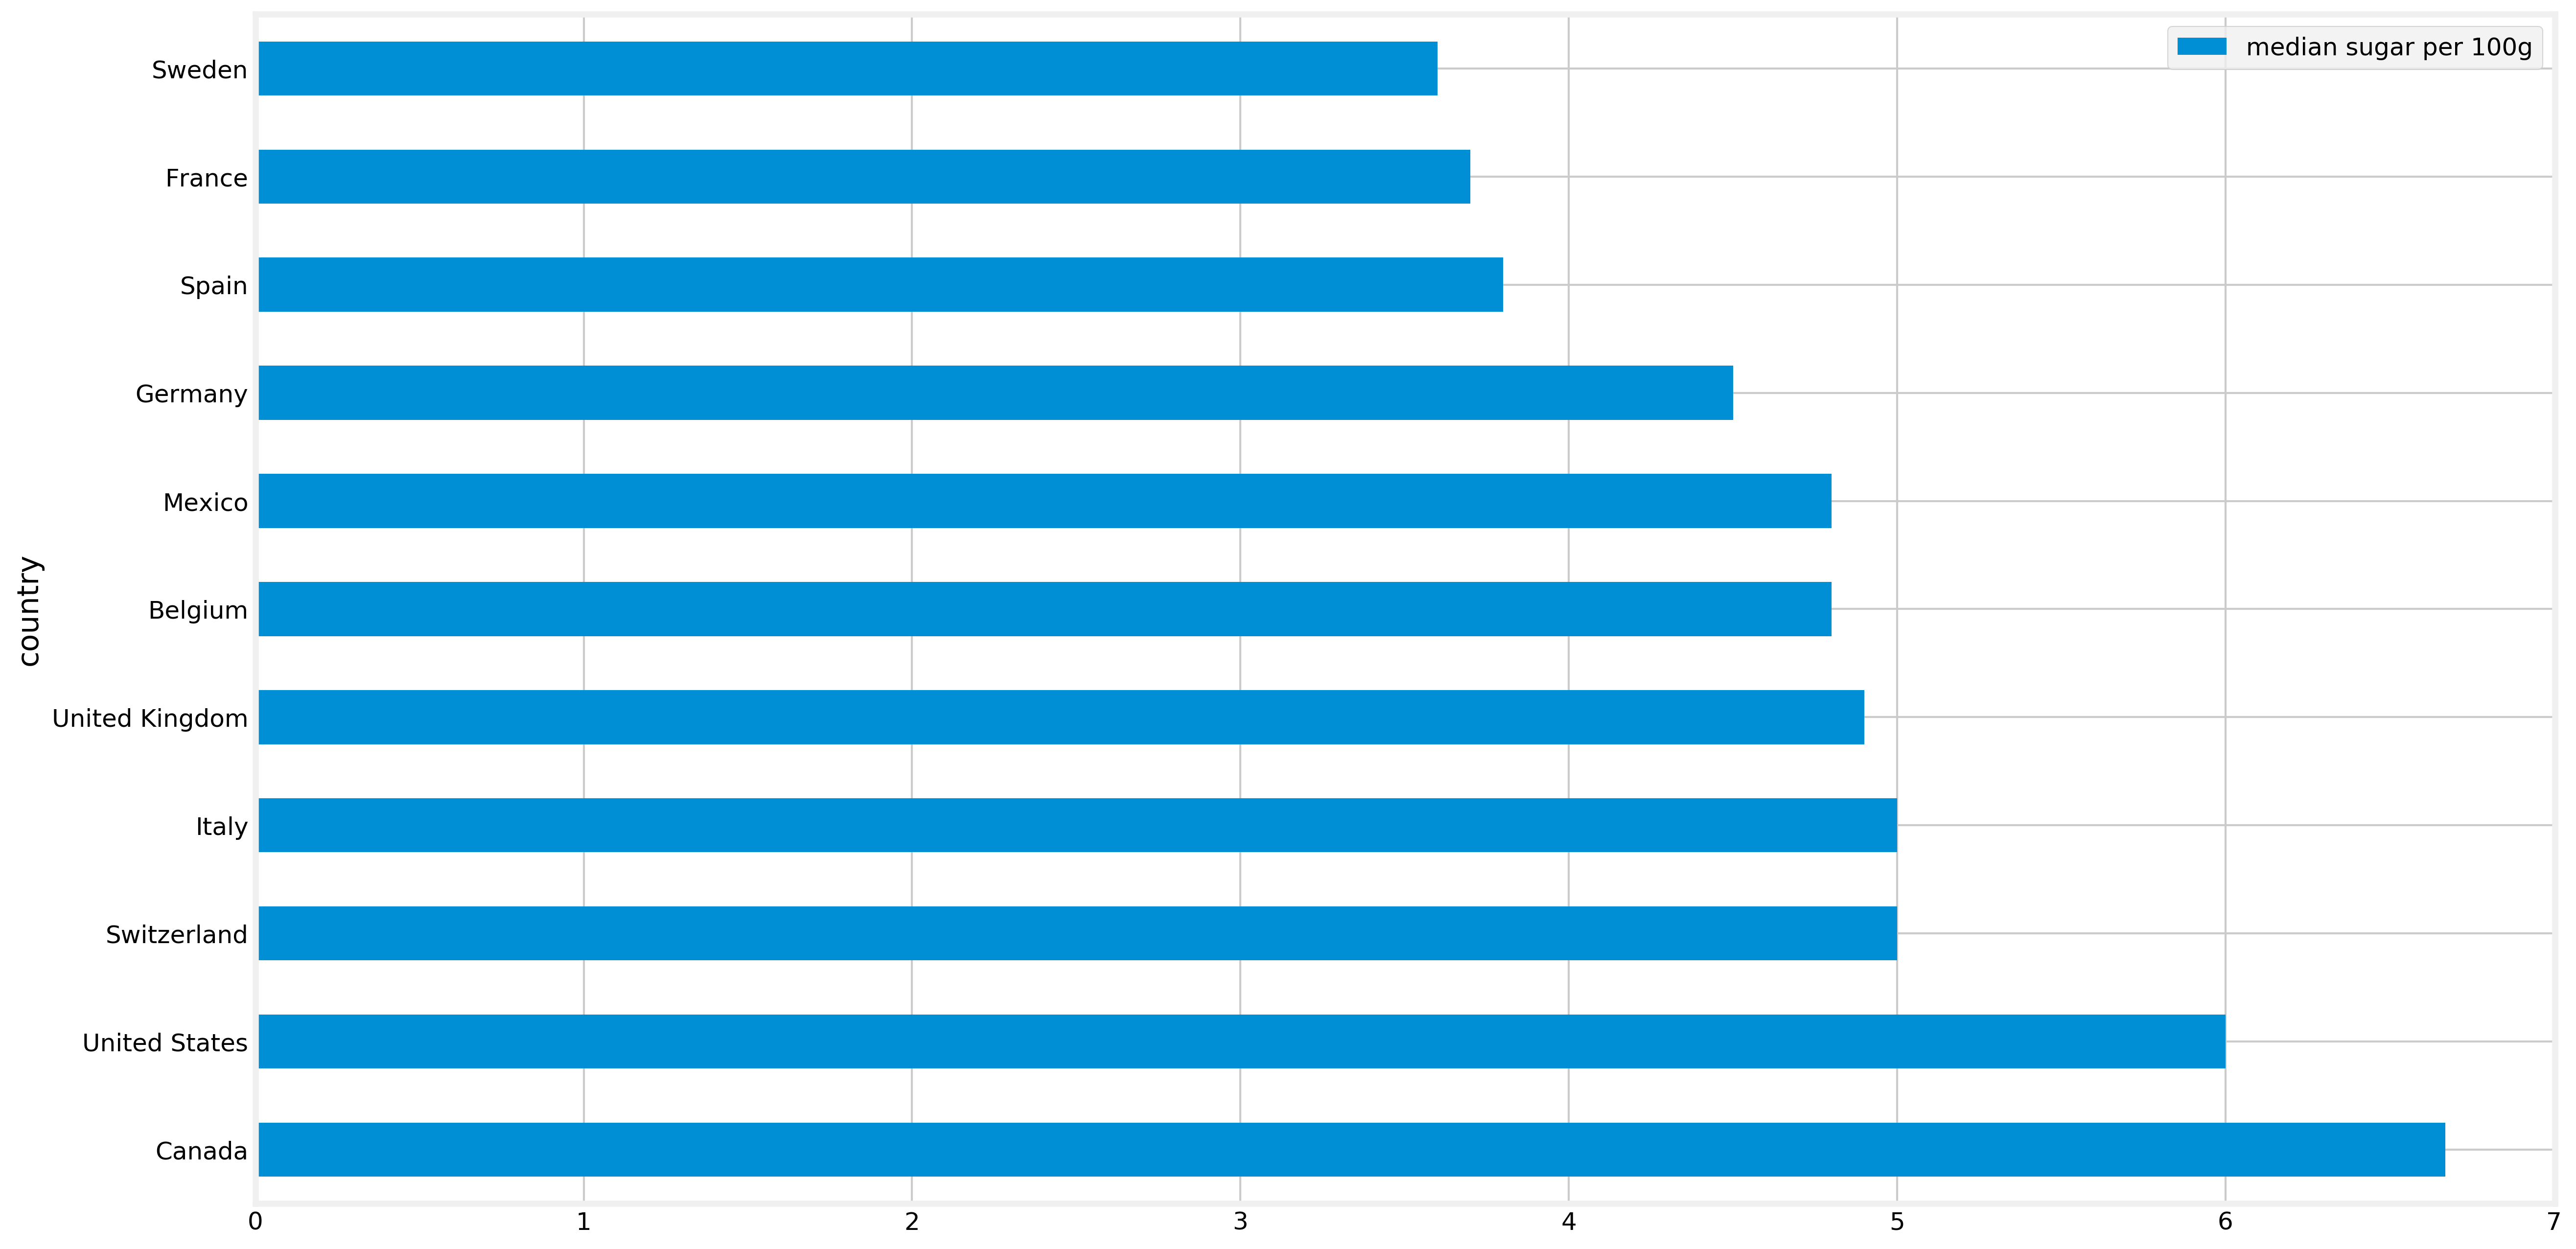 median sugar per 100g
Sweden
France
Spain
Germany
Mexico
Belgium
United Kingdom
Italy
Switzerland
United States
Canada
country
0 1 2 3 4 5 6 7